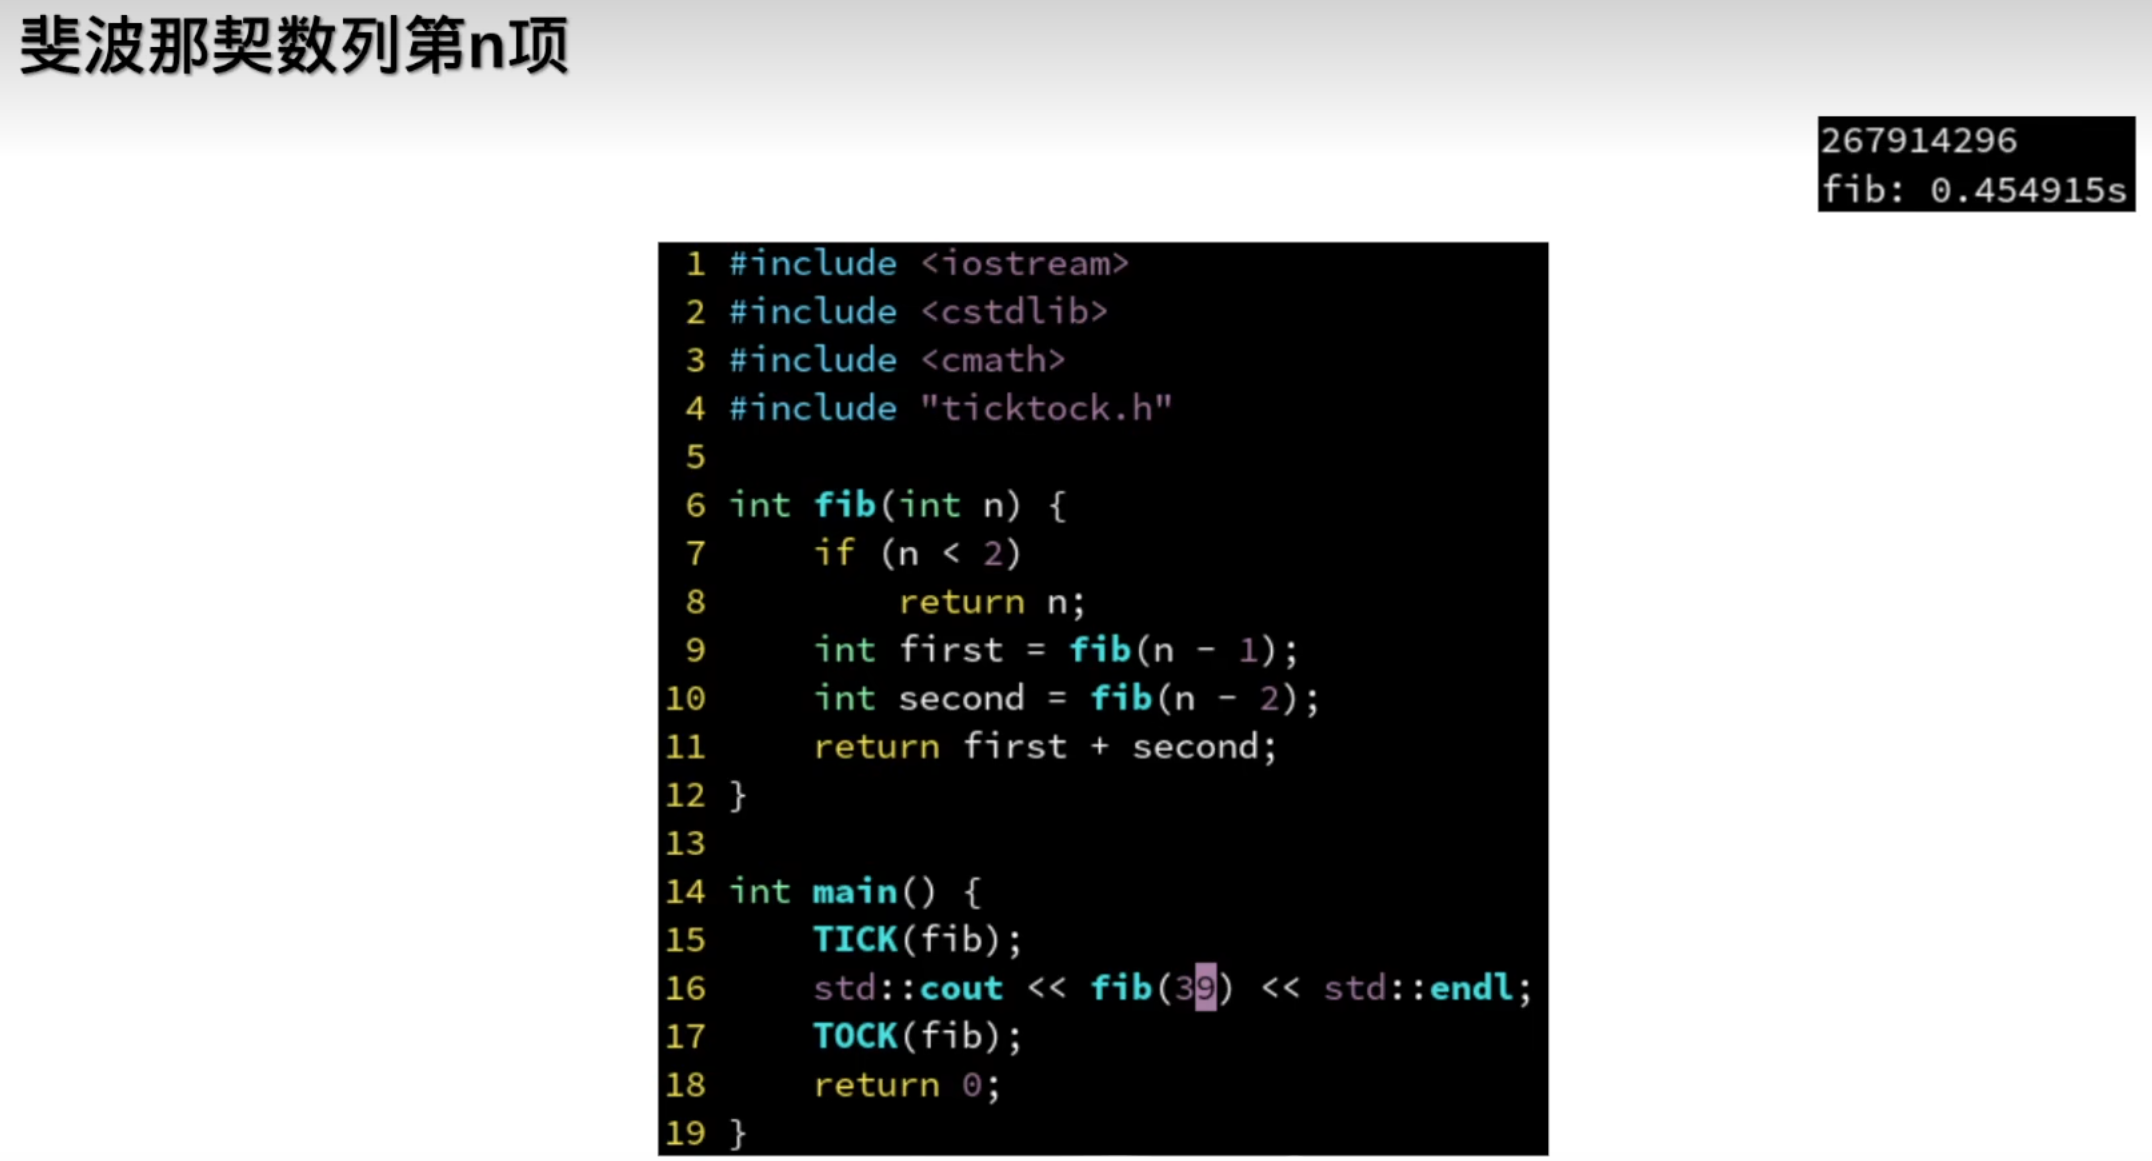 斐波那契数列第n项
267914296
fib: 0.454915s
1 #include <iostream>
2 #include <cstdlib>
3 #include <cmath>
4 #include "ticktock.h"
5
6 int fib(int n) {
7     if (n < 2)
8         return n;
9     int first = fib(n - 1);
10     int second = fib(n - 2);
11     return first + second;
12 }
13
14 int main() {
15     TICK(fib);
16     std::cout << fib(39) << std::endl;
17     TOCK(fib);
18     return 0;
19 }